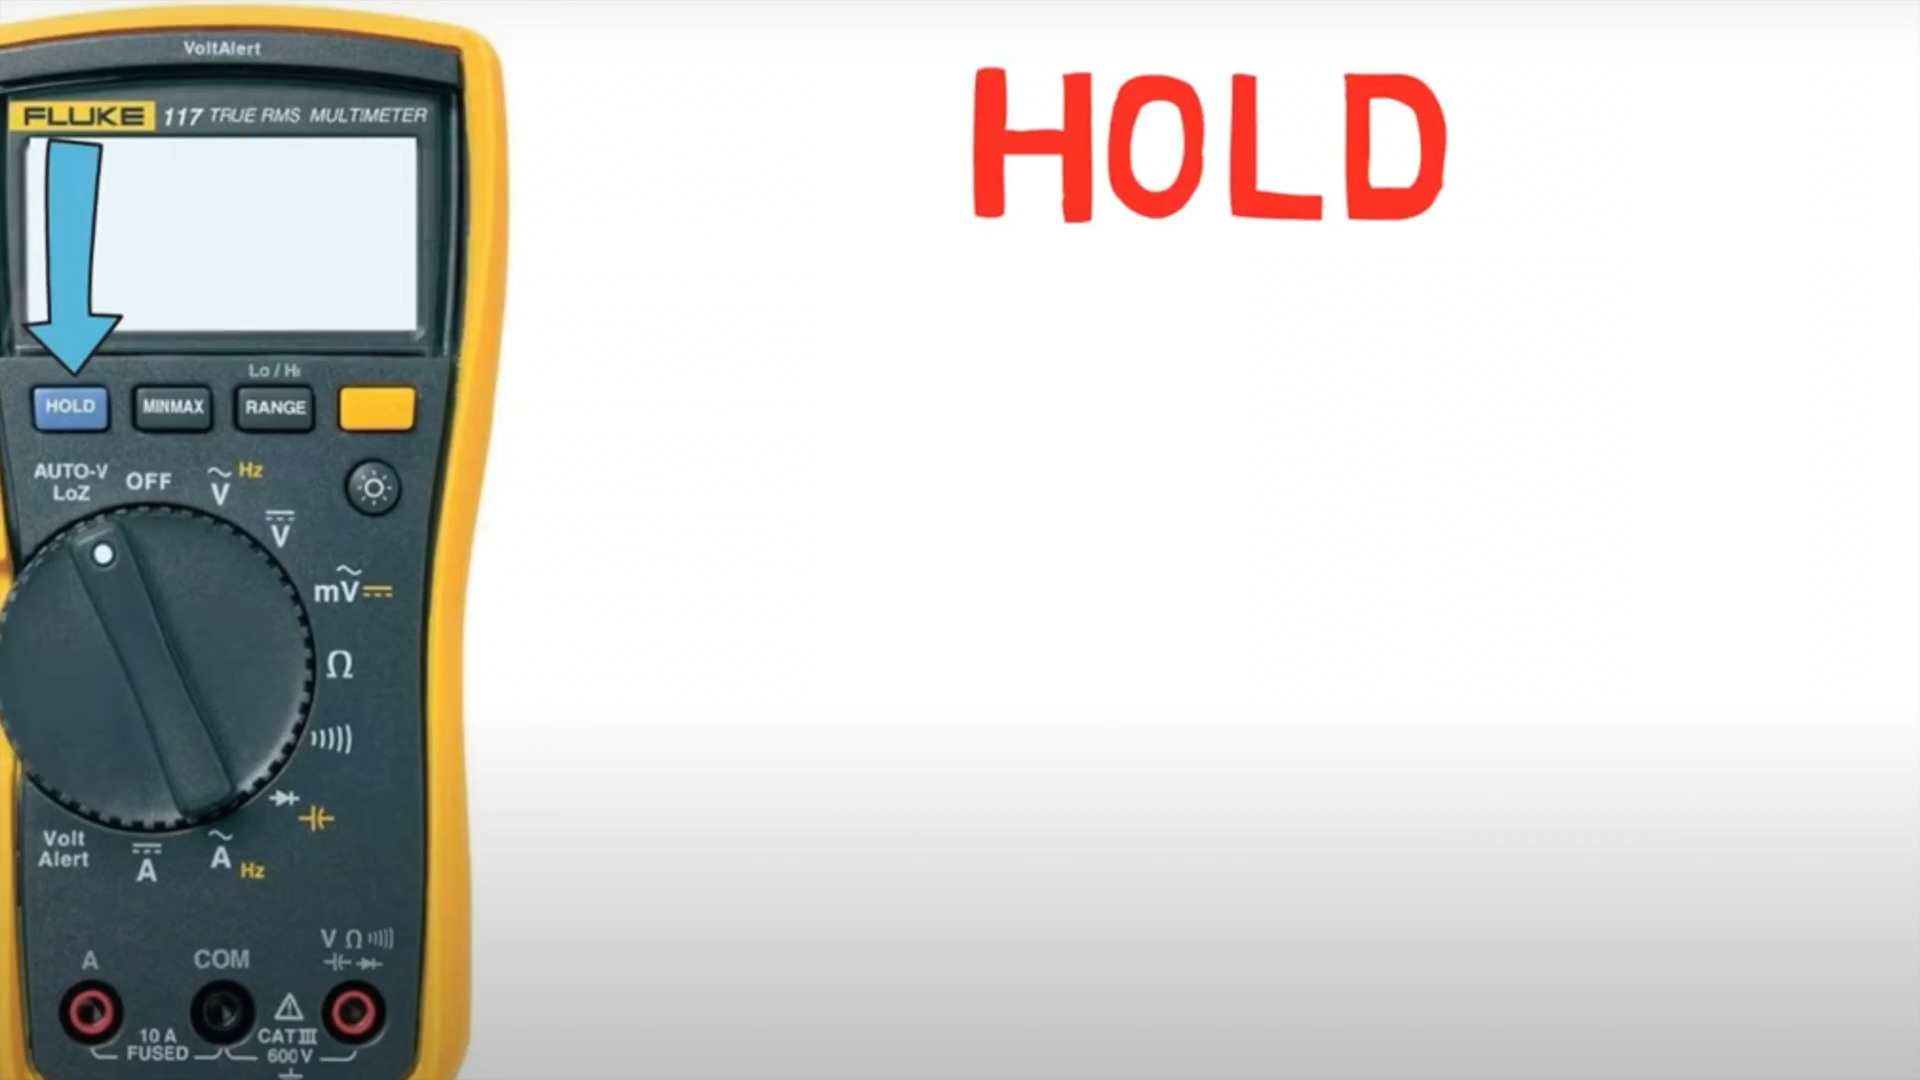 VoltAlert
FLUKE 117 TRUE RMS MULTIMETER
HOLD
Lo / Hi
HOLD MINMAX RANGE
AUTO-V
LoZ
OFF
V Hz
V
mV
Ω
Volt
Alert
A
A Hz
A COM V Ω
10 A
FUSED
CAT III
600 V